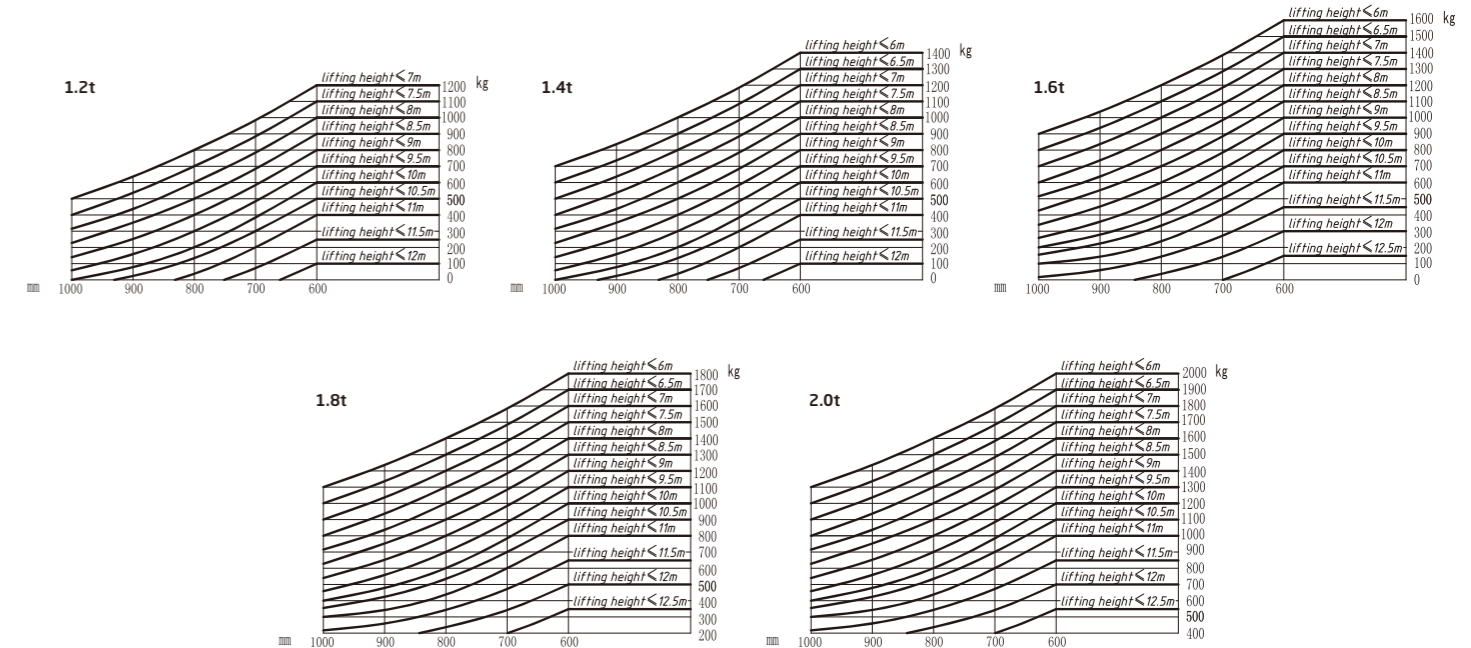 1.2t
lifting height⩽7m
1200 kg
lifting height⩽7.5m
1100
lifting height⩽8m
1000
lifting height⩽8.5m
900
lifting height⩽9m
800
lifting height⩽9.5m
700
lifting height⩽10m
600
lifting height⩽10.5m
500
lifting height⩽11m
400
300
lifting height⩽11.5m
200
lifting height⩽12m
100
0
mm 1000 900 800 700 600
1.4t
lifting height⩽6m
1400 kg
lifting height⩽6.5m
1300
lifting height⩽7m
1200
lifting height⩽7.5m
1100
lifting height⩽8m
1000
lifting height⩽8.5m
900
lifting height⩽9m
800
lifting height⩽9.5m
700
lifting height⩽10m
600
lifting height⩽10.5m
500
lifting height⩽11m
400
300
lifting height⩽11.5m
200
lifting height⩽12m
100
0
mm 1000 900 800 700 600
1.6t
lifting height⩽6m
1600 kg
lifting height⩽6.5m
1500
lifting height⩽7m
1400
lifting height⩽7.5m
1300
lifting height⩽8m
1200
lifting height⩽8.5m
1100
lifting height⩽9m
1000
lifting height⩽9.5m
900
lifting height⩽10m
800
lifting height⩽10.5m
700
lifting height⩽11m
600
500
lifting height⩽11.5m
400
lifting height⩽12m
300
200
lifting height⩽12.5m
100
0
mm 1000 900 800 700 600
1.8t
lifting height⩽6m
1800 kg
lifting height⩽6.5m
1700
lifting height⩽7m
1600
lifting height⩽7.5m
1500
lifting height⩽8m
1400
lifting height⩽8.5m
1300
lifting height⩽9m
1200
lifting height⩽9.5m
1100
lifting height⩽10m
1000
lifting height⩽10.5m
900
lifting height⩽11m
800
700
lifting height⩽11.5m
600
lifting height⩽12m
500
400
lifting height⩽12.5m
300
200
mm 1000 900 800 700 600
2.0t
lifting height⩽6m
2000 kg
lifting height⩽6.5m
1900
lifting height⩽7m
1800
lifting height⩽7.5m
1700
lifting height⩽8m
1600
lifting height⩽8.5m
1500
lifting height⩽9m
1400
lifting height⩽9.5m
1300
lifting height⩽10m
1200
lifting height⩽10.5m
1100
lifting height⩽11m
1000
900
lifting height⩽11.5m
800
lifting height⩽12m
700
600
lifting height⩽12.5m
500
400
mm 1000 900 800 700 600